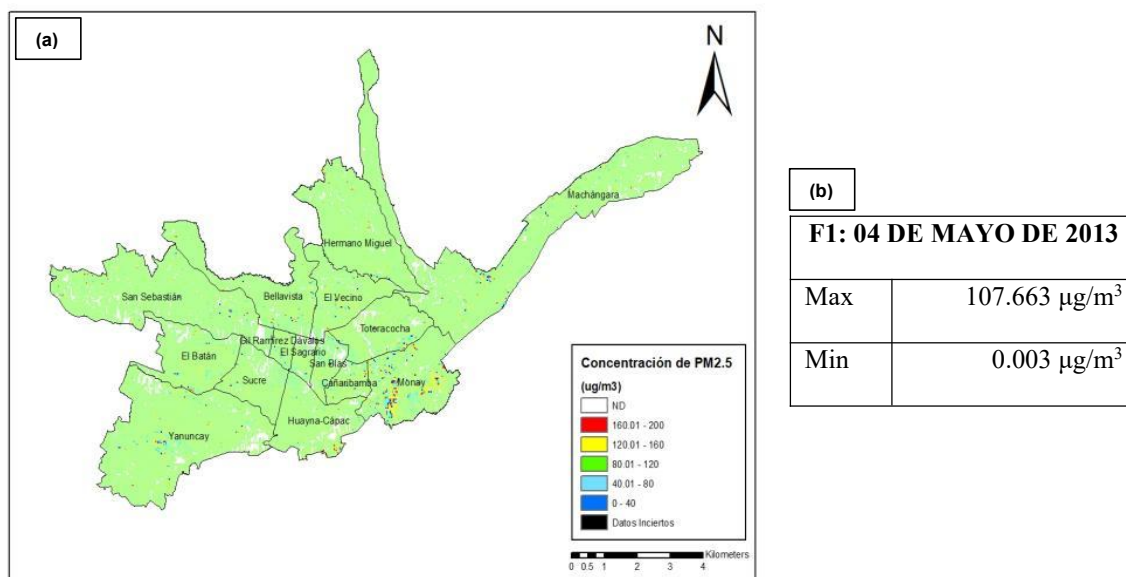 (a)
N
Machángara
Hermano Miguel
San Sebastián
Bellavista
El Vecino
Toteracocha
Gil Ramírez Dávalos
El Sagrario
El Batán
San Blas
Sucre
Cañaribamba
Monay
Huayna-Cápac
Yanuncay
Concentración de PM2.5
(ug/m3)
ND
160.01 - 200
120.01 - 160
80.01 - 120
40.01 - 80
0 - 40
Datos Inciertos
Kilometers
0 0.5 1 2 3 4
(b)
F1: 04 DE MAYO DE 2013
Max 107.663 μg/m³
Min 0.003 μg/m³